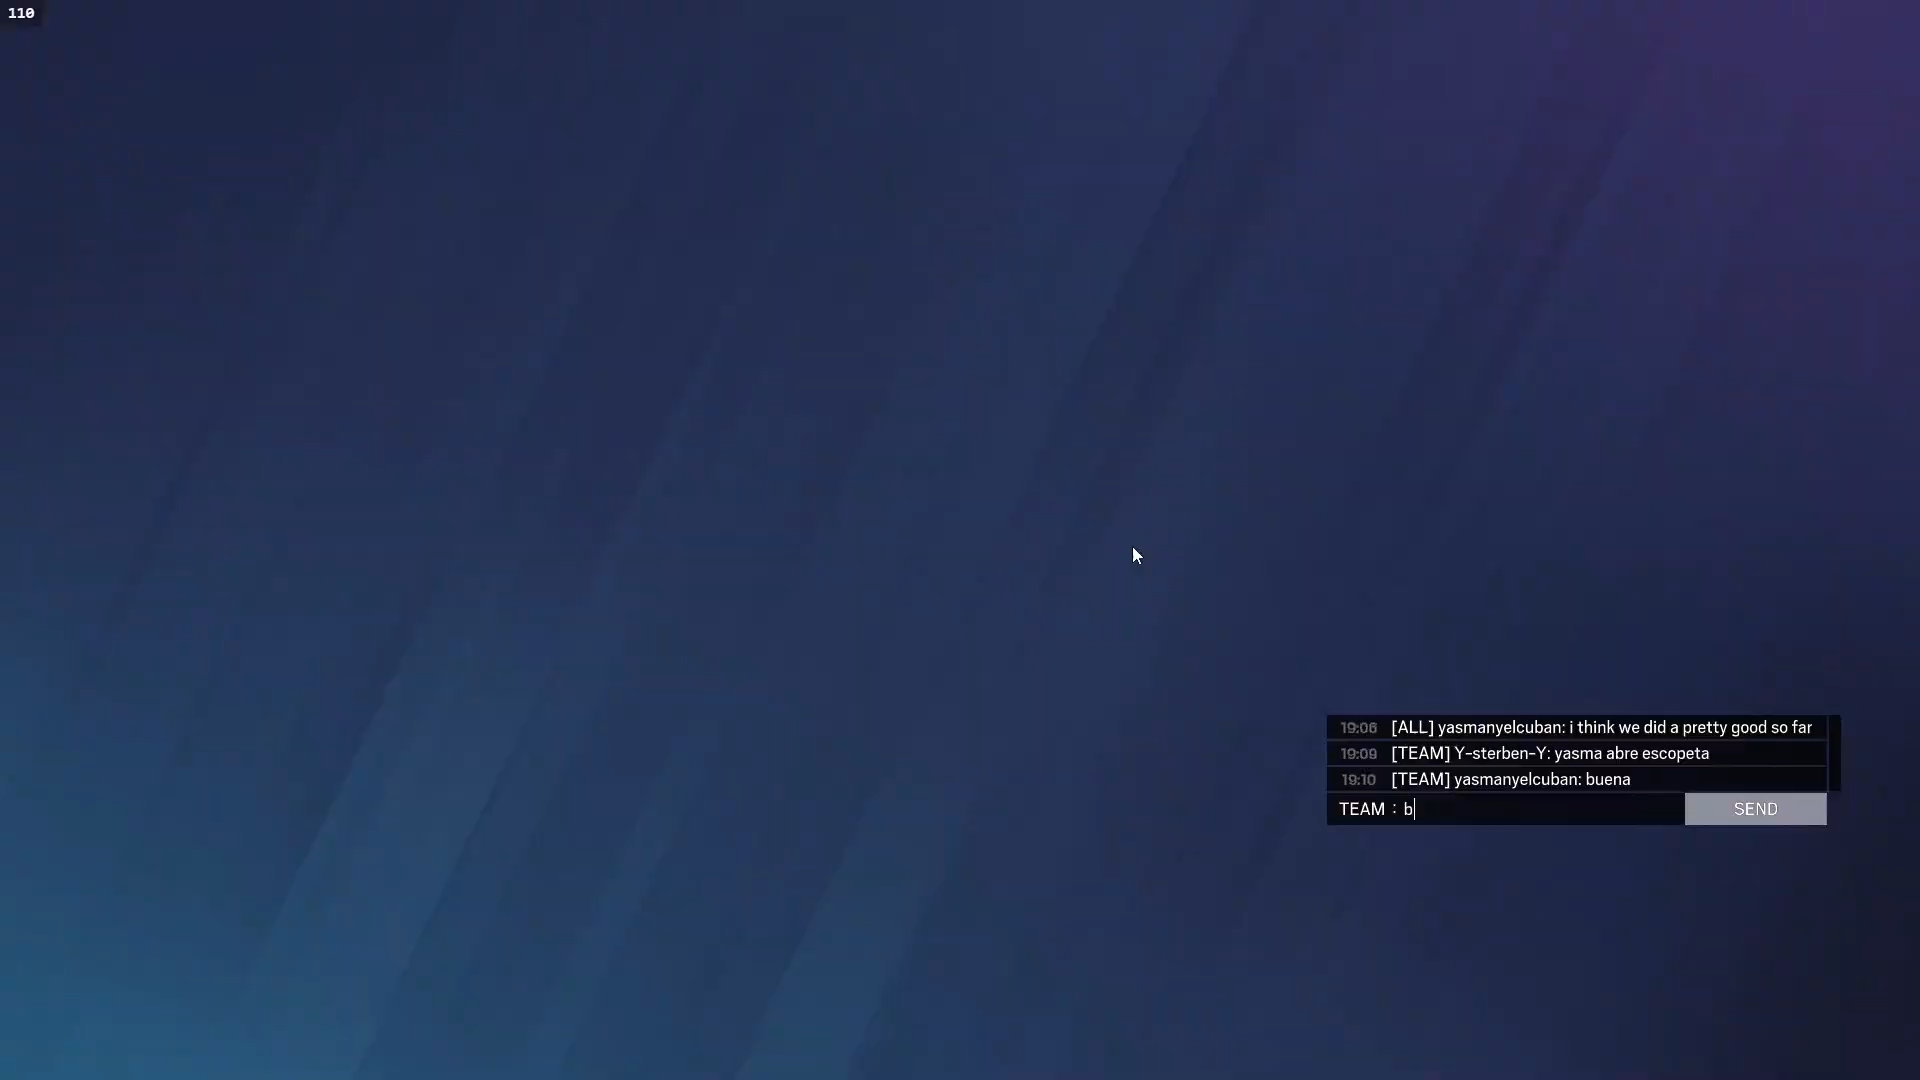 110
19:06 [ALL] yasmanyelcuban: i think we did a pretty good so far
19:09 [TEAM] Y-sterben-Y: yasma abre escopeta
19:10 [TEAM] yasmanyelcuban: buena
TEAM : b SEND